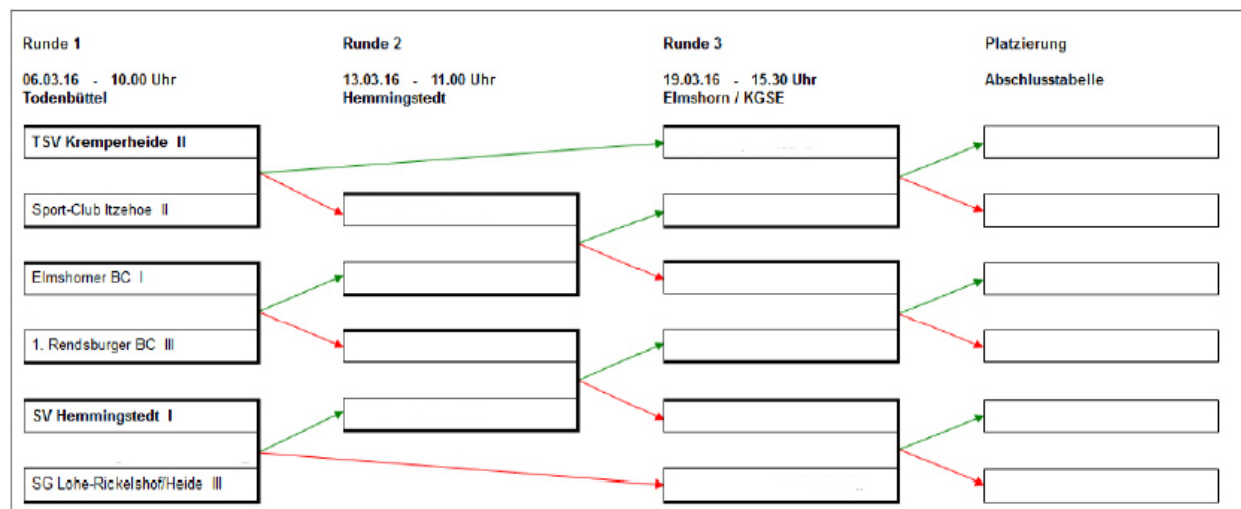 Runde 1
Runde 2
Runde 3
Platzierung
06.03.16 - 10.00 Uhr
13.03.16 - 11.00 Uhr
19.03.16 - 15.30 Uhr
Abschlusstabelle
Todenbüttel
Hemmingstedt
Elmshorn / KGSE
TSV Kremperheide II
Sport-Club Itzehoe II
Elmshorner BC I
1. Rendsburger BC III
SV Hemmingstedt I
SG Lohe-Rickelshof/Heide III